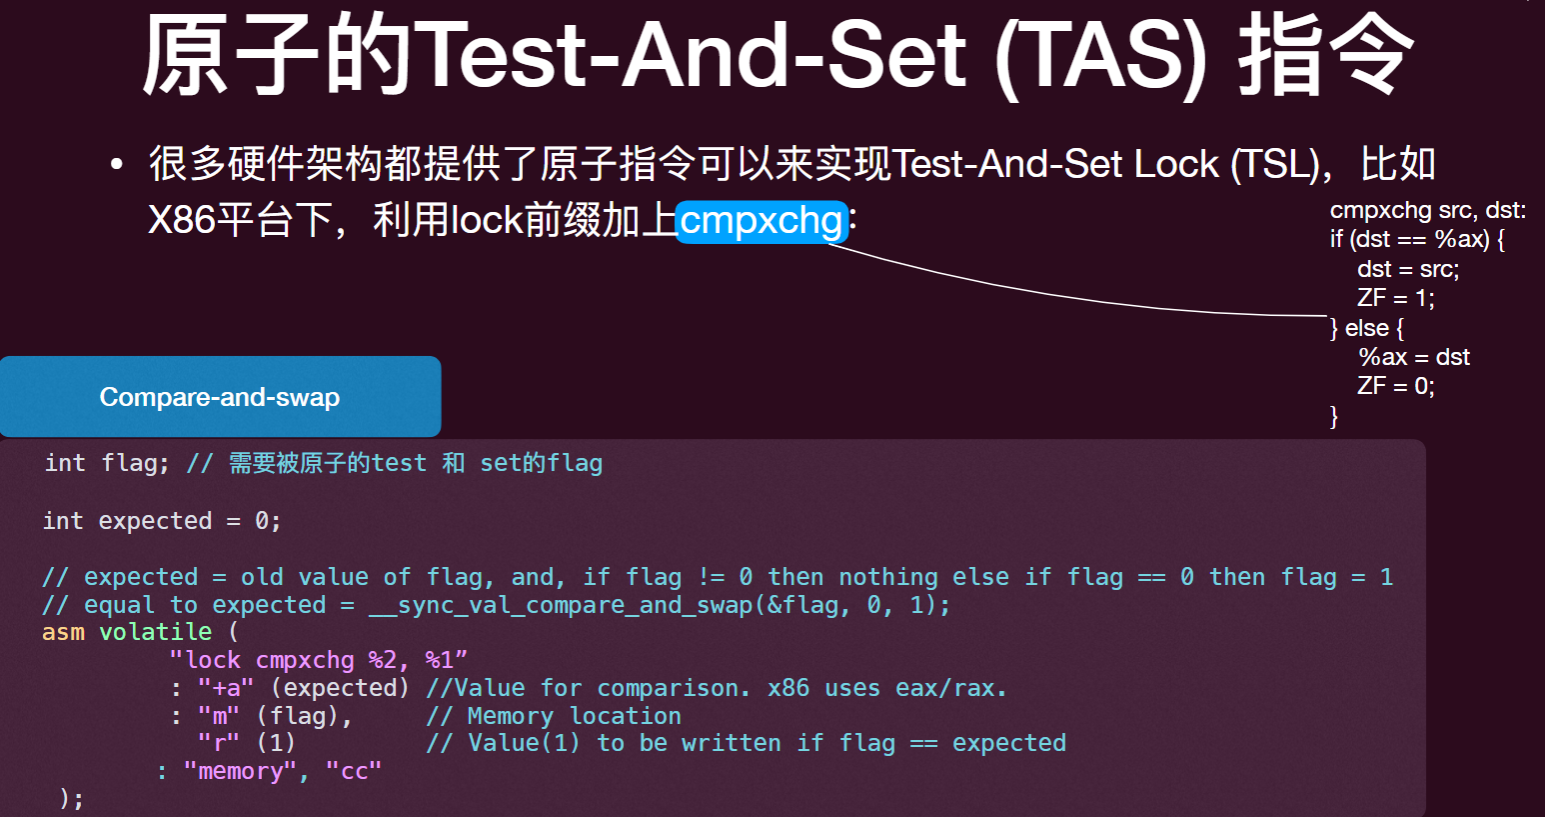 原子的Test-And-Set (TAS) 指令
• 很多硬件架构都提供了原子指令可以来实现Test-And-Set Lock (TSL)，比如
X86平台下，利用lock前缀加上cmpxchg：
cmpxchg src, dst:
if (dst == %ax) {
dst = src;
ZF = 1;
} else {
%ax = dst
ZF = 0;
}
Compare-and-swap
int flag; // 需要被原子的test 和 set的flag
int expected = 0;
// expected = old value of flag, and, if flag != 0 then nothing else if flag == 0 then flag = 1
// equal to expected = __sync_val_compare_and_swap(&flag, 0, 1);
asm volatile (
"lock cmpxchg %2, %1”
: "+a" (expected) //Value for comparison. x86 uses eax/rax.
: "m" (flag), // Memory location
"r" (1) // Value(1) to be written if flag == expected
: "memory", "cc"
);